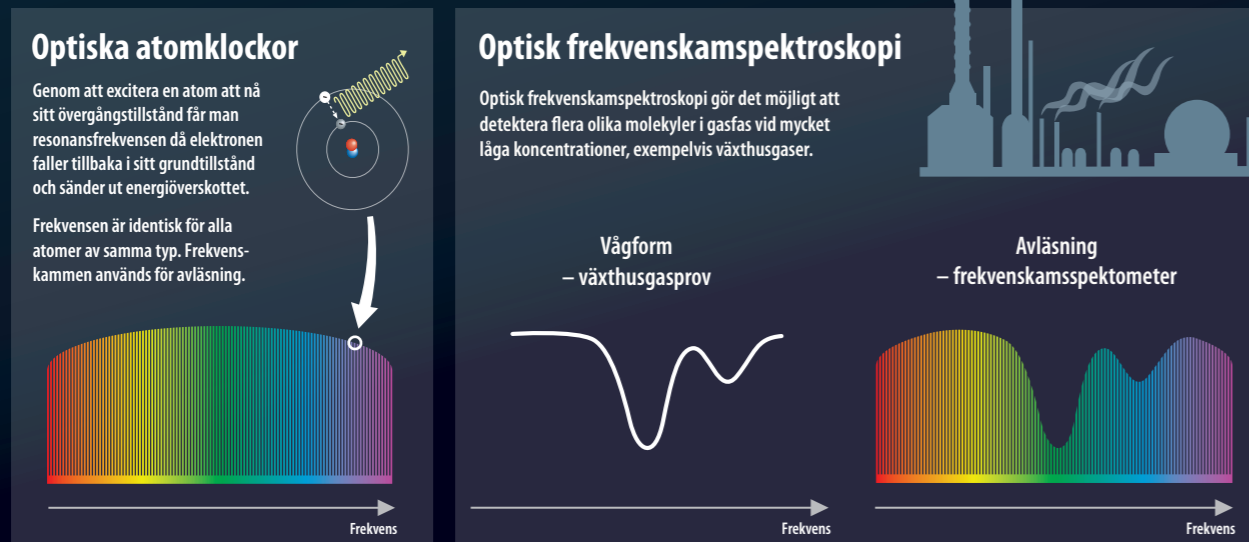 Optiska atomklockor
Genom att excitera en atom att nå
sitt övergångstillstånd får man
resonansfrekvensen då elektronen
faller tillbaka i sitt grundtillstånd
och sänder ut energiöverskottet.
Frekvensen är identisk för alla
atomer av samma typ. Frekvens-
kammen används för avläsning.
Frekvens
Optisk frekvenskamspektroskopi
Optisk frekvenskamspektroskopi gör det möjligt att
detektera flera olika molekyler i gasfas vid mycket
låga koncentrationer, exempelvis växthusgaser.
Vågform
– växthusgasprov
Frekvens
Avläsning
– frekvenskamsspektometer
Frekvens